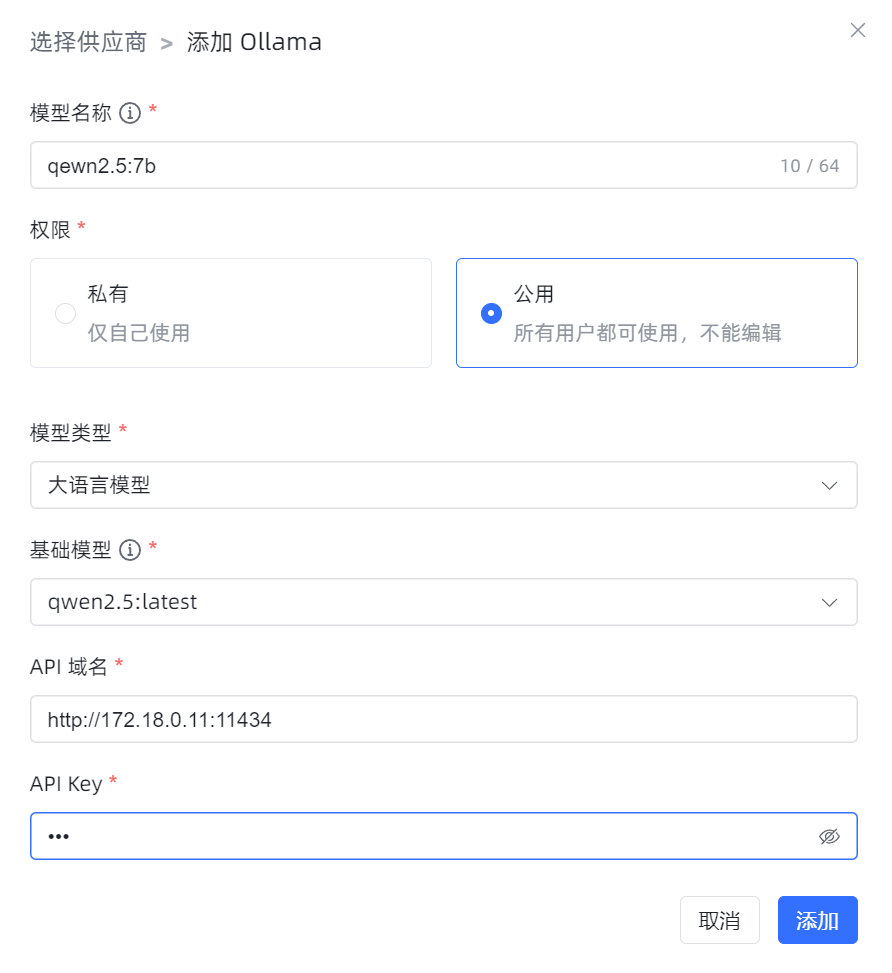 选择供应商 > 添加 Ollama
模型名称 *
qewn2.5:7b 10 / 64
权限 *
私有
仅自己使用
公用
所有用户都可使用，不能编辑
模型类型 *
大语言模型
基础模型 *
qwen2.5:latest
API 域名 *
http://172.18.0.11:11434
API Key *
•••
取消 添加